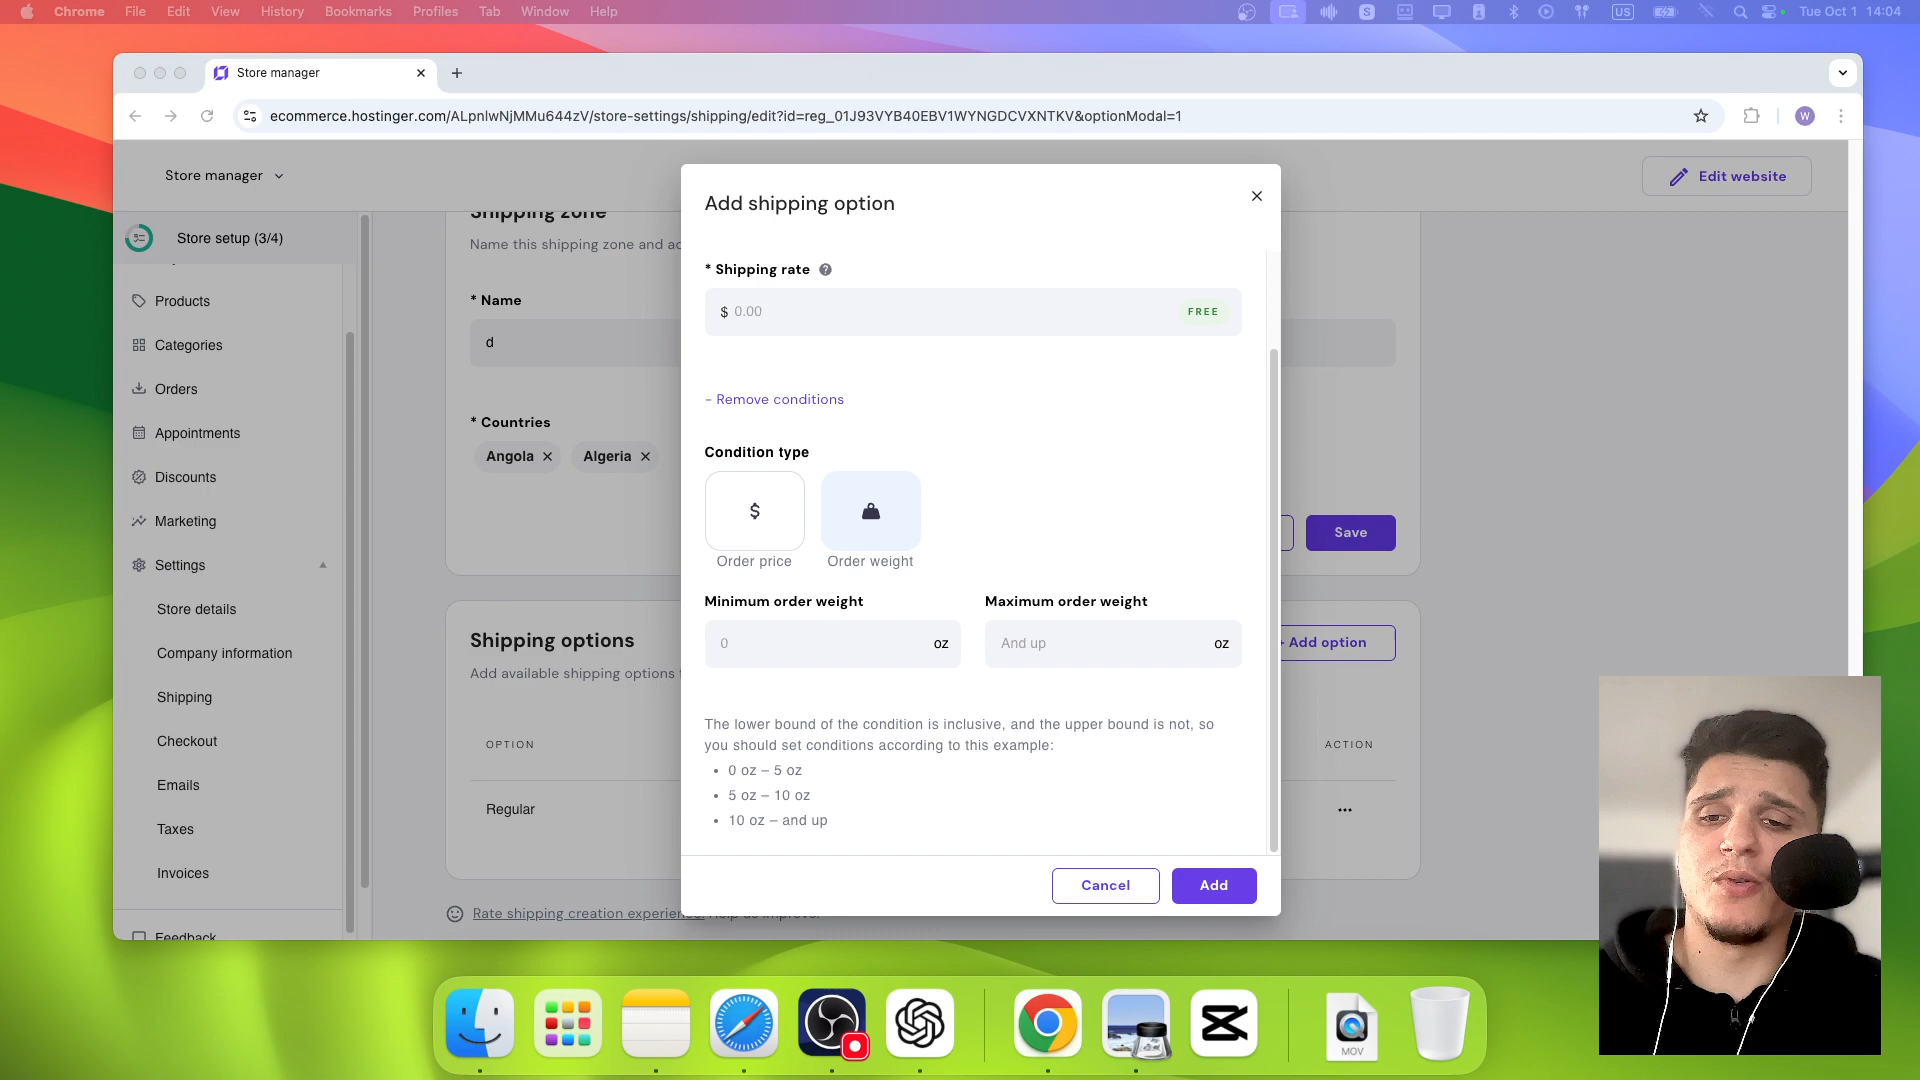 Chrome File Edit View History Bookmarks Profiles Tab Window Help
US Tue Oct 1 14:04
Store manager
ecommerce.hostinger.com/ALpnlwNjMMu644zV/store-settings/shipping/edit?id=reg_01J93VYB40EBV1WYNGDCVXNTKV&optionModal=1
W
Store manager
Edit website
Store setup (3/4)
Products
Categories
Orders
Appointments
Discounts
Marketing
Settings
Store details
Company information
Shipping
Checkout
Emails
Taxes
Invoices
Feedback
Shipping zone
Name this shipping zone and
* Name
d
* Countries
Angola
Algeria
Save
Shipping options
Add available shipping options
+ Add option
OPTION
ACTION
Regular
Rate shipping creation experience. Help us improve.
Add shipping option
* Shipping rate
$ 0.00
FREE
- Remove conditions
Condition type
$
Order price
Order weight
Minimum order weight
Maximum order weight
0 oz
And up oz
The lower bound of the condition is inclusive, and the upper bound is not, so
you should set conditions according to this example:
• 0 oz – 5 oz
• 5 oz – 10 oz
• 10 oz – and up
Cancel
Add
MOV